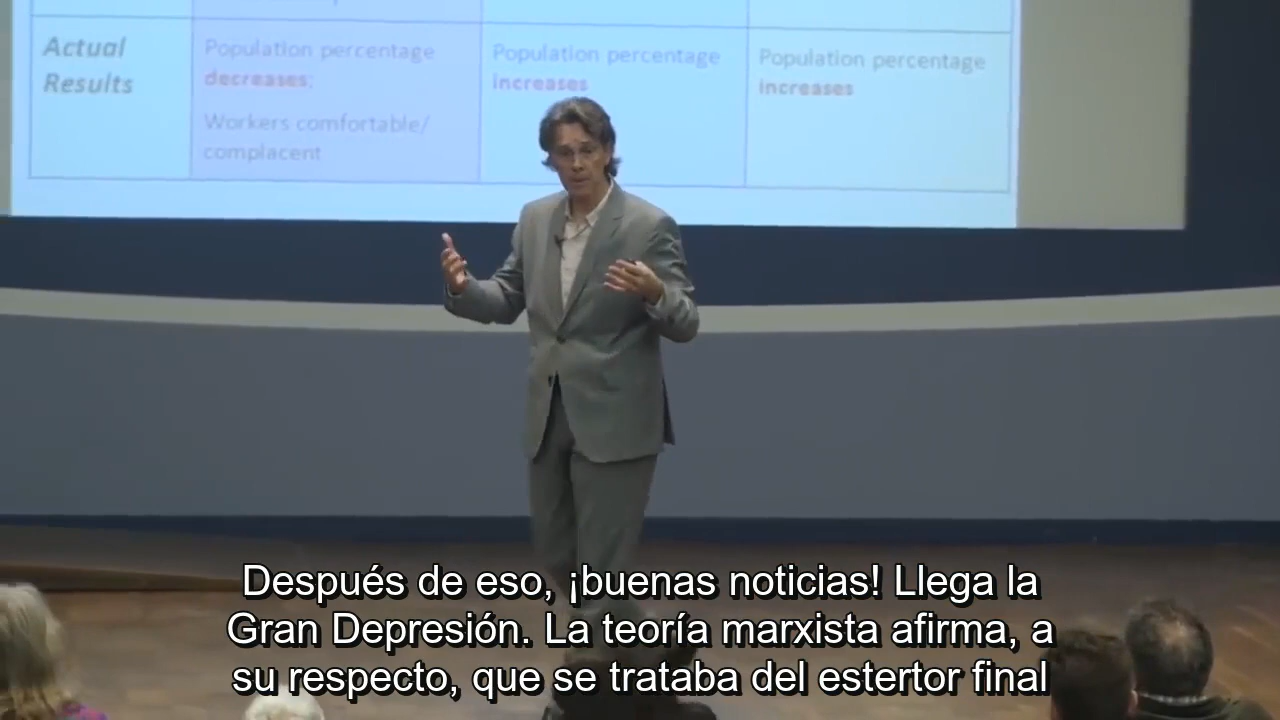 Actual
Results
Population percentage
decreases;
Workers comfortable/
complacent
Population percentage
increases
Population percentage
increases
Después de eso, ¡buenas noticias! Llega la
Gran Depresión. La teoría marxista afirma, a
su respecto, que se trataba del estertor final